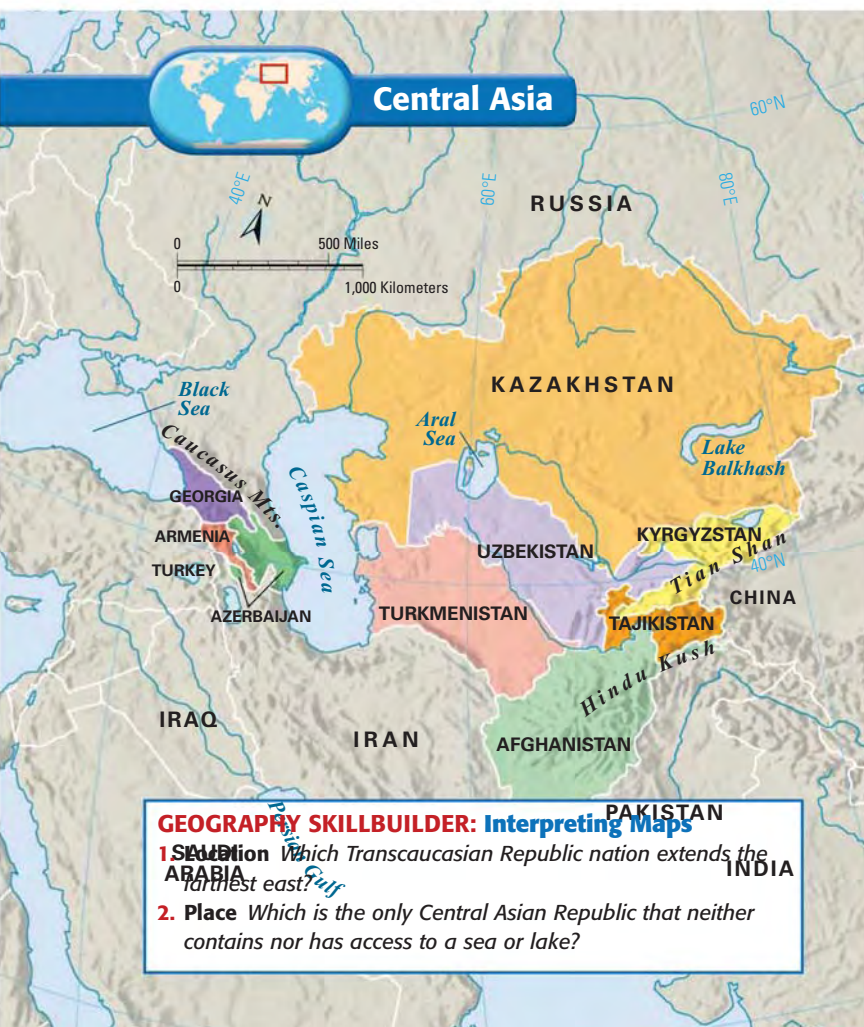 Central Asia
60°N
40°E
60°E
80°E
N
RUSSIA
0
500 Miles
0
1,000 Kilometers
KAZAKHSTAN
Black
Sea
Aral
Sea
Lake
Balkhash
Caucasus Mts.
Caspian Sea
GEORGIA
ARMENIA
KYRGYZSTAN
UZBEKISTAN
Tian Shan
40°N
TURKEY
CHINA
AZERBAIJAN
TURKMENISTAN
TAJIKISTAN
Hindu Kush
IRAQ
IRAN
AFGHANISTAN
PAKISTAN
Persian Gulf
SAUDI
ARABIA
INDIA
GEOGRAPHY SKILLBUILDER: Interpreting Maps
1. Location Which Transcaucasian Republic nation extends the
farthest east?
2. Place Which is the only Central Asian Republic that neither
contains nor has access to a sea or lake?